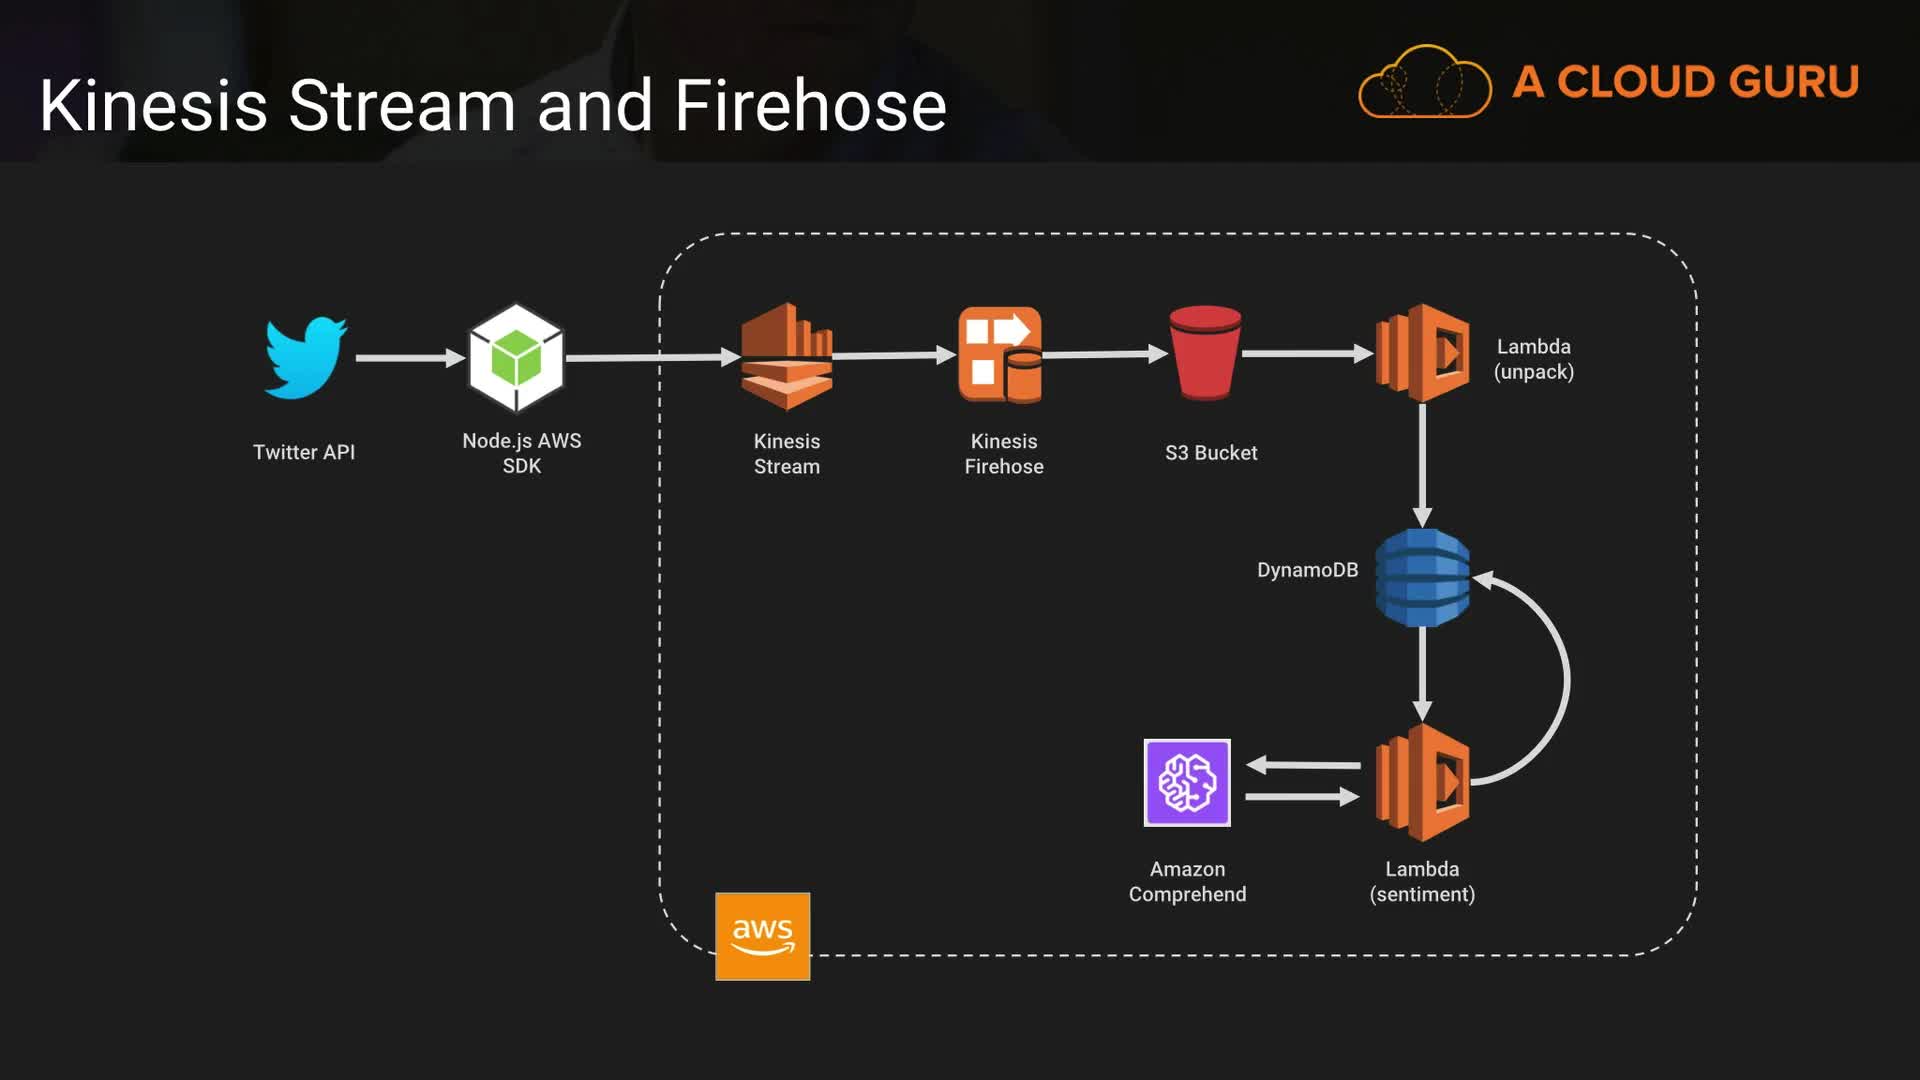 Kinesis Stream and Firehose
A CLOUD GURU
Twitter API
Node.js AWS
SDK
Kinesis
Stream
Kinesis
Firehose
S3 Bucket
Lambda
(unpack)
DynamoDB
Amazon
Comprehend
Lambda
(sentiment)
aws